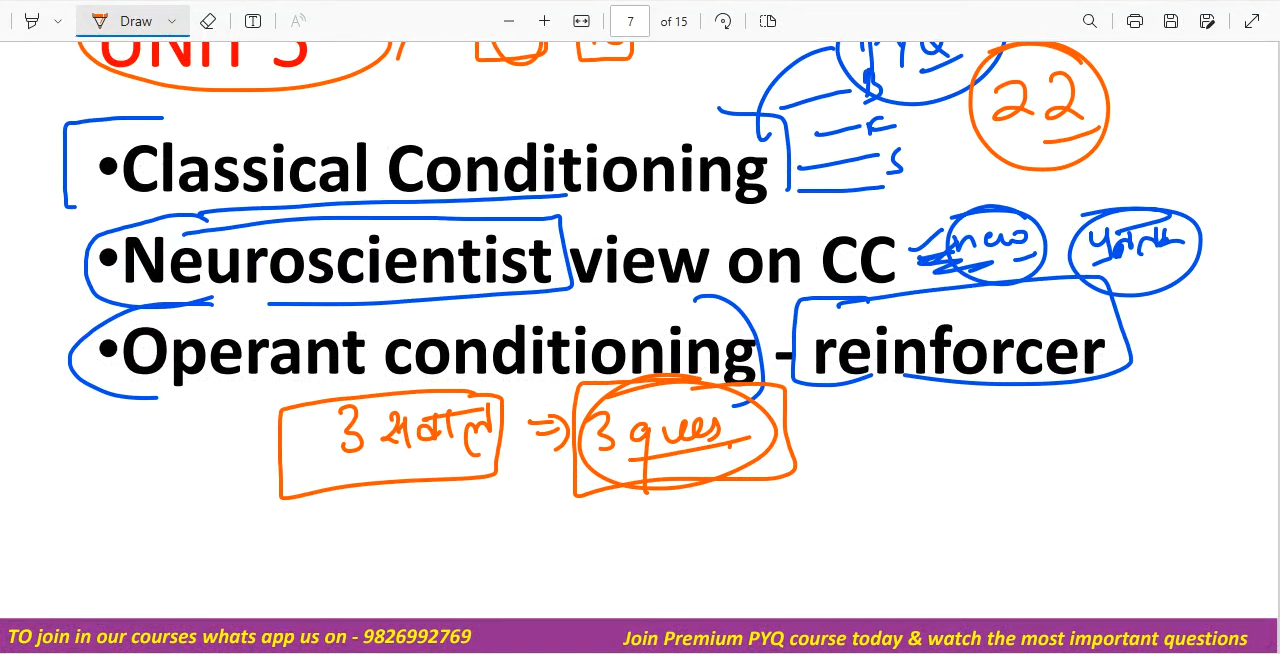 Draw
7 of 15
UNIT 5
PYQ
22
B
F
S
•Classical Conditioning
•Neuroscientist view on CC new
•Operant conditioning - reinforcer
3 सवाल => 3 ques.
TO join in our courses whats app us on - 9826992769
Join Premium PYQ course today & watch the most important questions